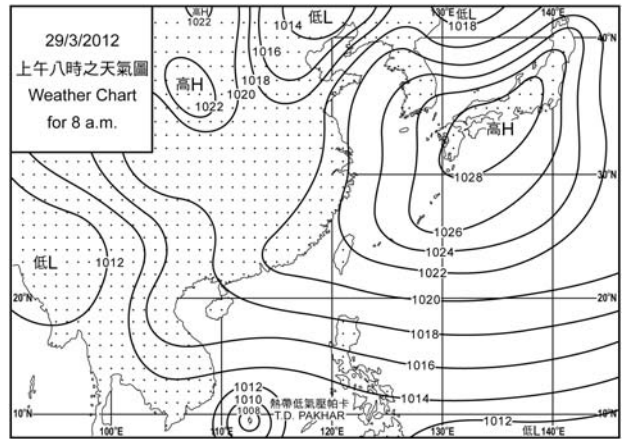 29/3/2012
上午八時之天氣圖
Weather Chart
for 8 a.m.
高H
1022
1014
低L
130°E
低L
1018
140°E
40°N
1016
1018
1020
高H
1022
高H
30°N
1028
1026
1024
1022
低L
1012
20°N
1020
20°N
1018
1016
1014
1012
1010
1008
熱帶低氣壓帕卡
T.D. PAKHAR
10°N
1012
10°N
100°E
110°E
120°E
130°E
低L
140°E